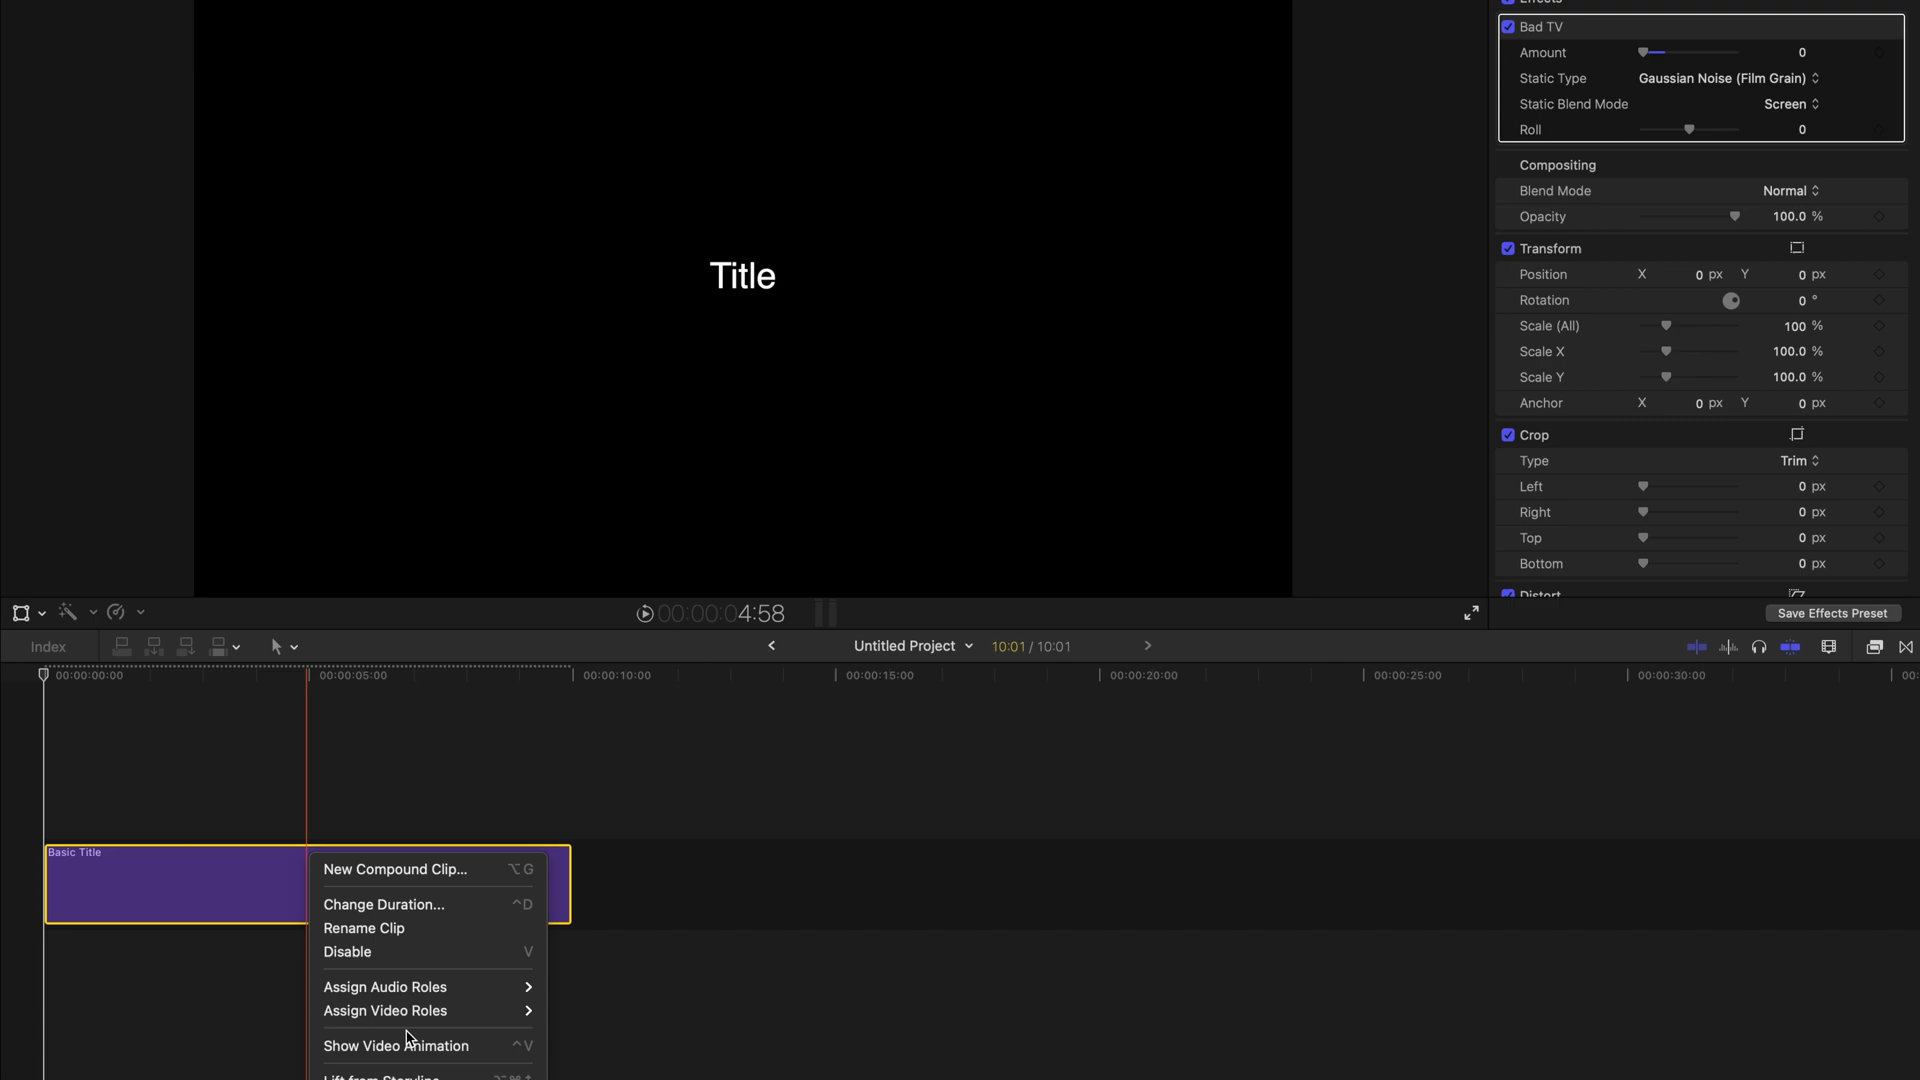 Effects
Bad TV
Amount 0
Static Type Gaussian Noise (Film Grain)
Static Blend Mode Screen
Roll 0
Compositing
Blend Mode Normal
Opacity 100.0 %
Transform
Position X 0 px Y 0 px
Rotation 0 °
Scale (All) 100 %
Scale X 100.0 %
Scale Y 100.0 %
Anchor X 0 px Y 0 px
Crop
Type Trim
Left 0 px
Right 0 px
Top 0 px
Bottom 0 px
Distort
Title
00:00:04:58
Save Effects Preset
Index
Untitled Project 10:01 / 10:01
00:00:00:00 00:00:05:00 00:00:10:00 00:00:15:00 00:00:20:00 00:00:25:00 00:00:30:00 00:
Basic Title
New Compound Clip... ⌥G
Change Duration... ^D
Rename Clip
Disable V
Assign Audio Roles
Assign Video Roles
Show Video Animation ^V
Lift from Storyline